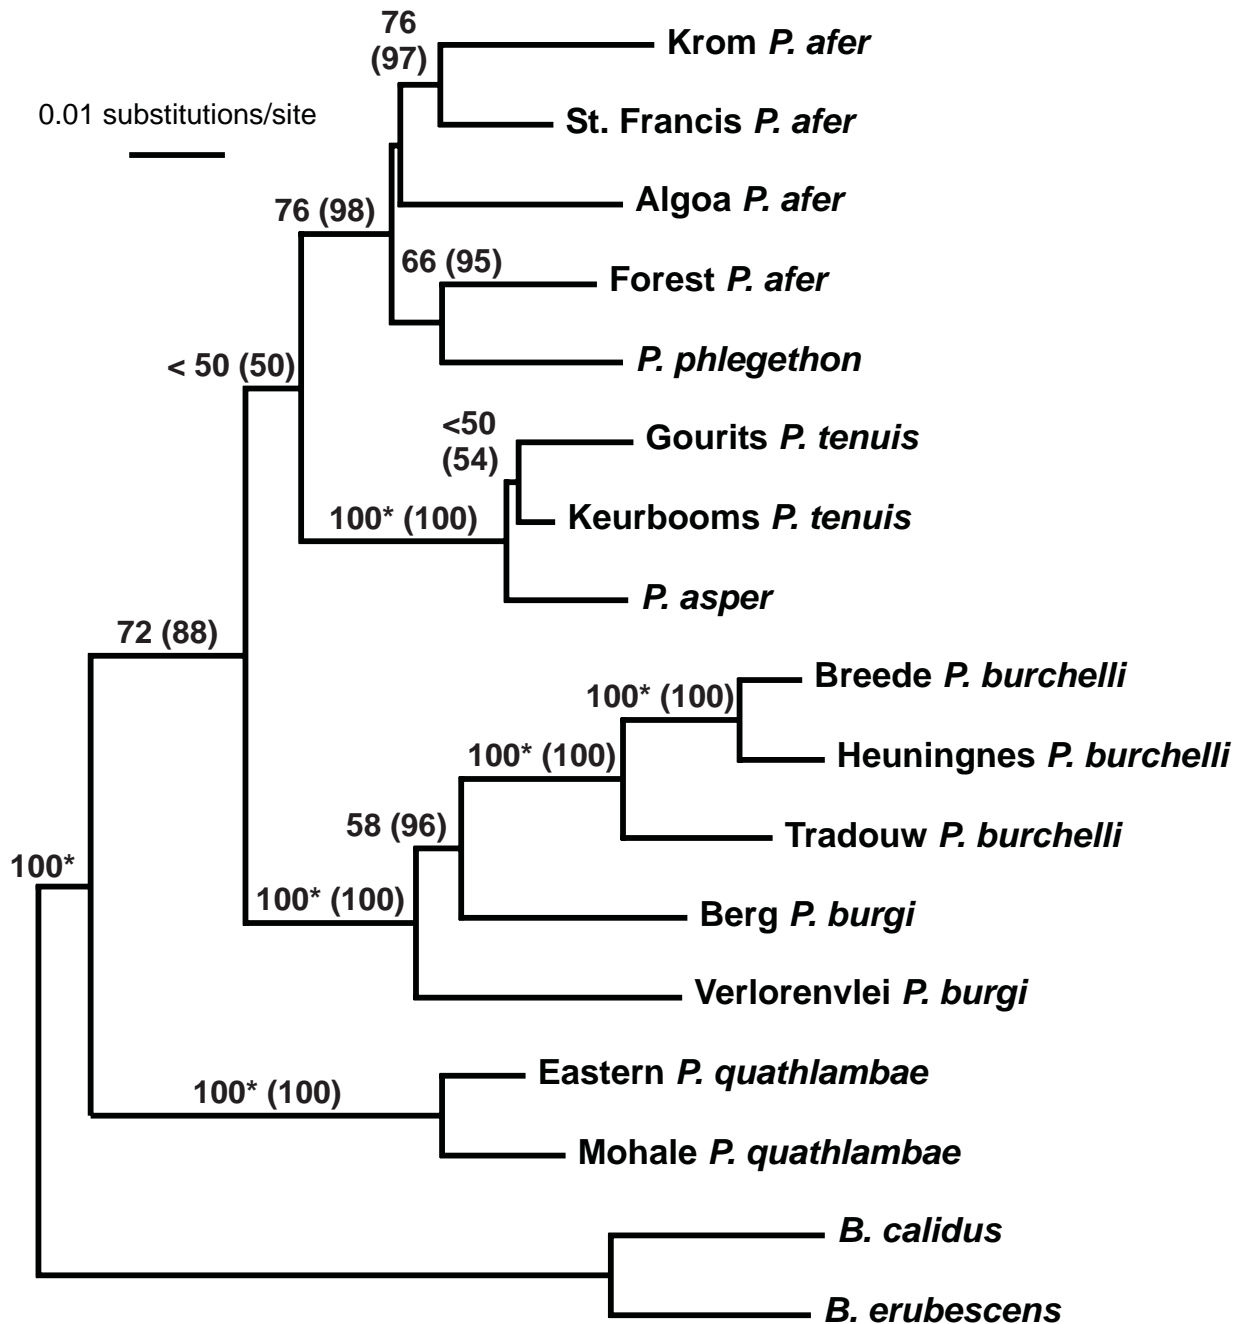 76
(97)
Krom P. afer
0.01 substitutions/site
St. Francis P. afer
Algoa P. afer
76 (98)
66 (95)
Forest P. afer
P. phlegethon
< 50 (50)
<50
(54)
Gourits P. tenuis
100* (100)
Keurbooms P. tenuis
P. asper
72 (88)
Breede P. burchelli
100* (100)
Heuningnes P. burchelli
100* (100)
58 (96)
Tradouw P. burchelli
100*
100* (100)
Berg P. burgi
Verlorenvlei P. burgi
Eastern P. quathlambae
100* (100)
Mohale P. quathlambae
B. calidus
B. erubescens